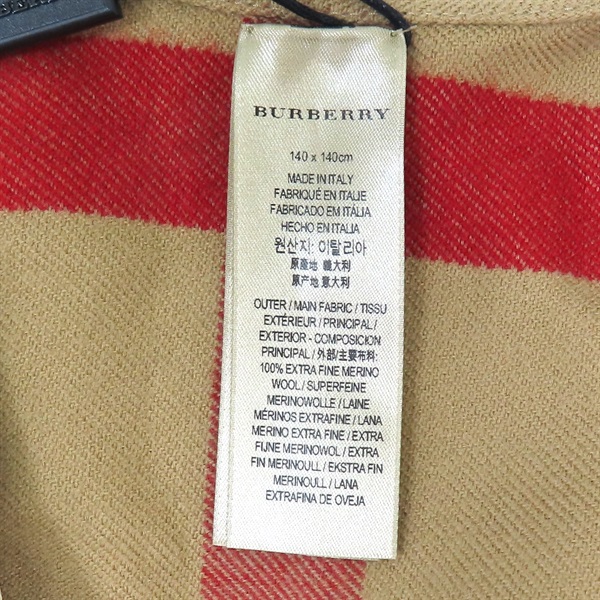 BURBERRY
140 x 140cm
MADE IN ITALY
FABRIQUÉ EN ITALIE
FABRICADO EM ITÁLIA
HECHO EN ITALIA
원산지: 이탈리아
原產地 義大利
原产地 意大利
OUTER / MAIN FABRIC / TISSU
EXTÉRIEUR / PRINCIPAL /
EXTERIOR - COMPOSICION
PRINCIPAL / 外部/主要布料:
100% EXTRA FINE MERINO
WOOL / SUPERFEINE
MERINOWOLLE / LAINE
MÉRINOS EXTRAFINE / LANA
MERINO EXTRA FINE / EXTRA
FIJNE MERINOWOL / EXTRA
FIN MERINOULL / EKSTRA FIN
MERINOULL / LANA
EXTRAFINA DE OVEJA